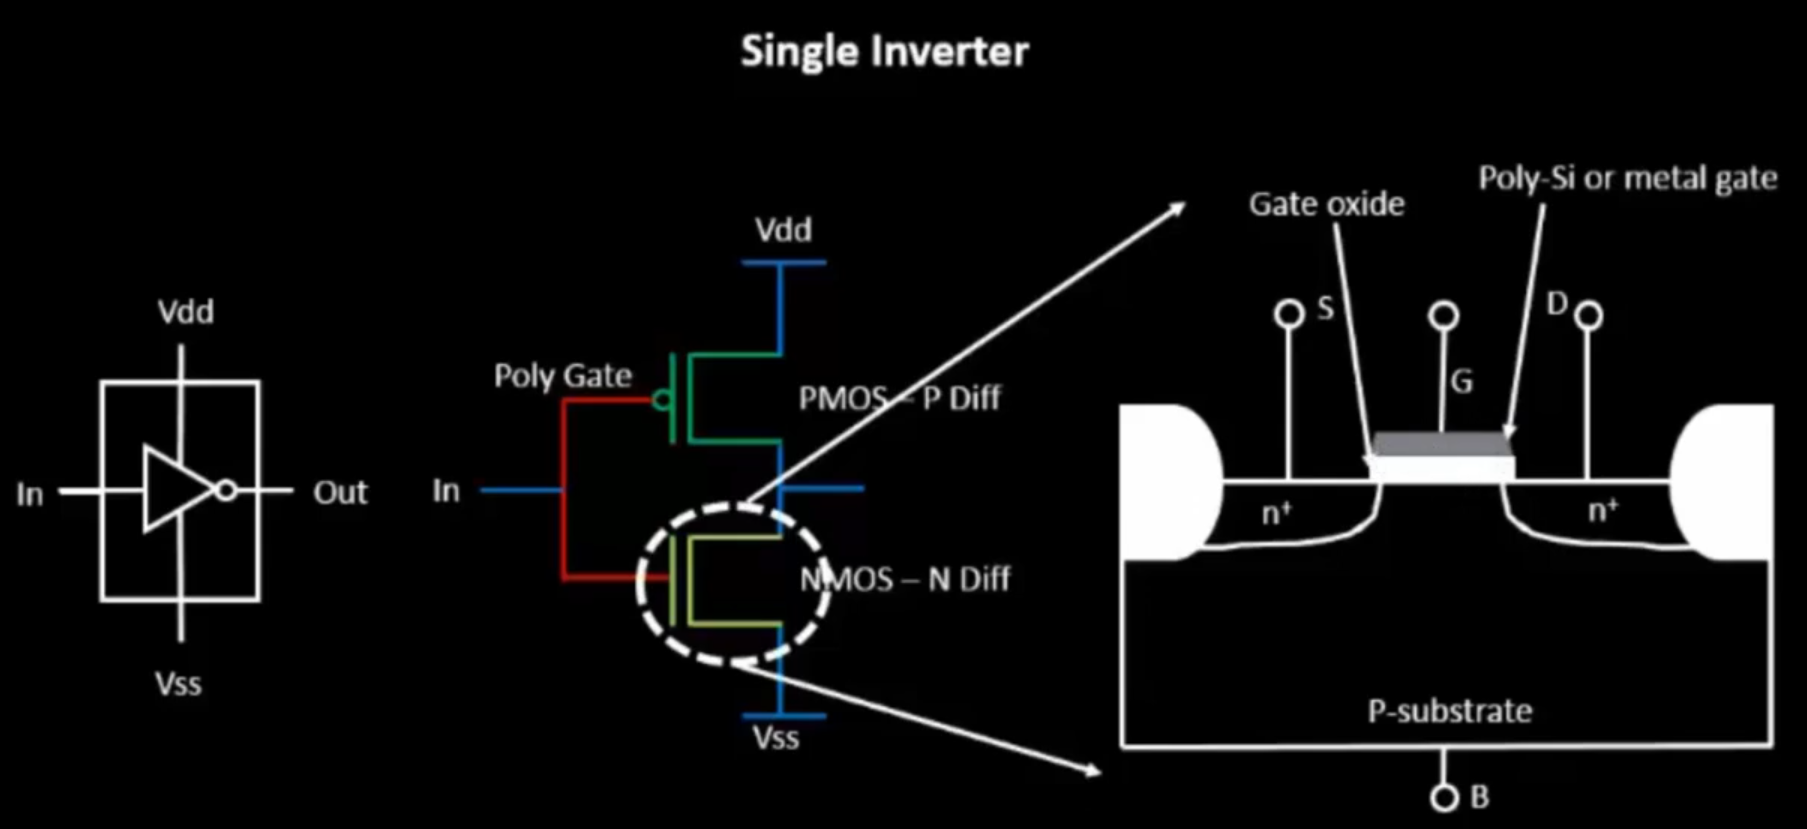 Single Inverter
Vdd
In
Out
Vss
Vdd
Poly Gate
PMOS – P Diff
In
NMOS – N Diff
Vss
Poly-Si or metal gate
Gate oxide
S
D
G
n+
n+
P-substrate
B